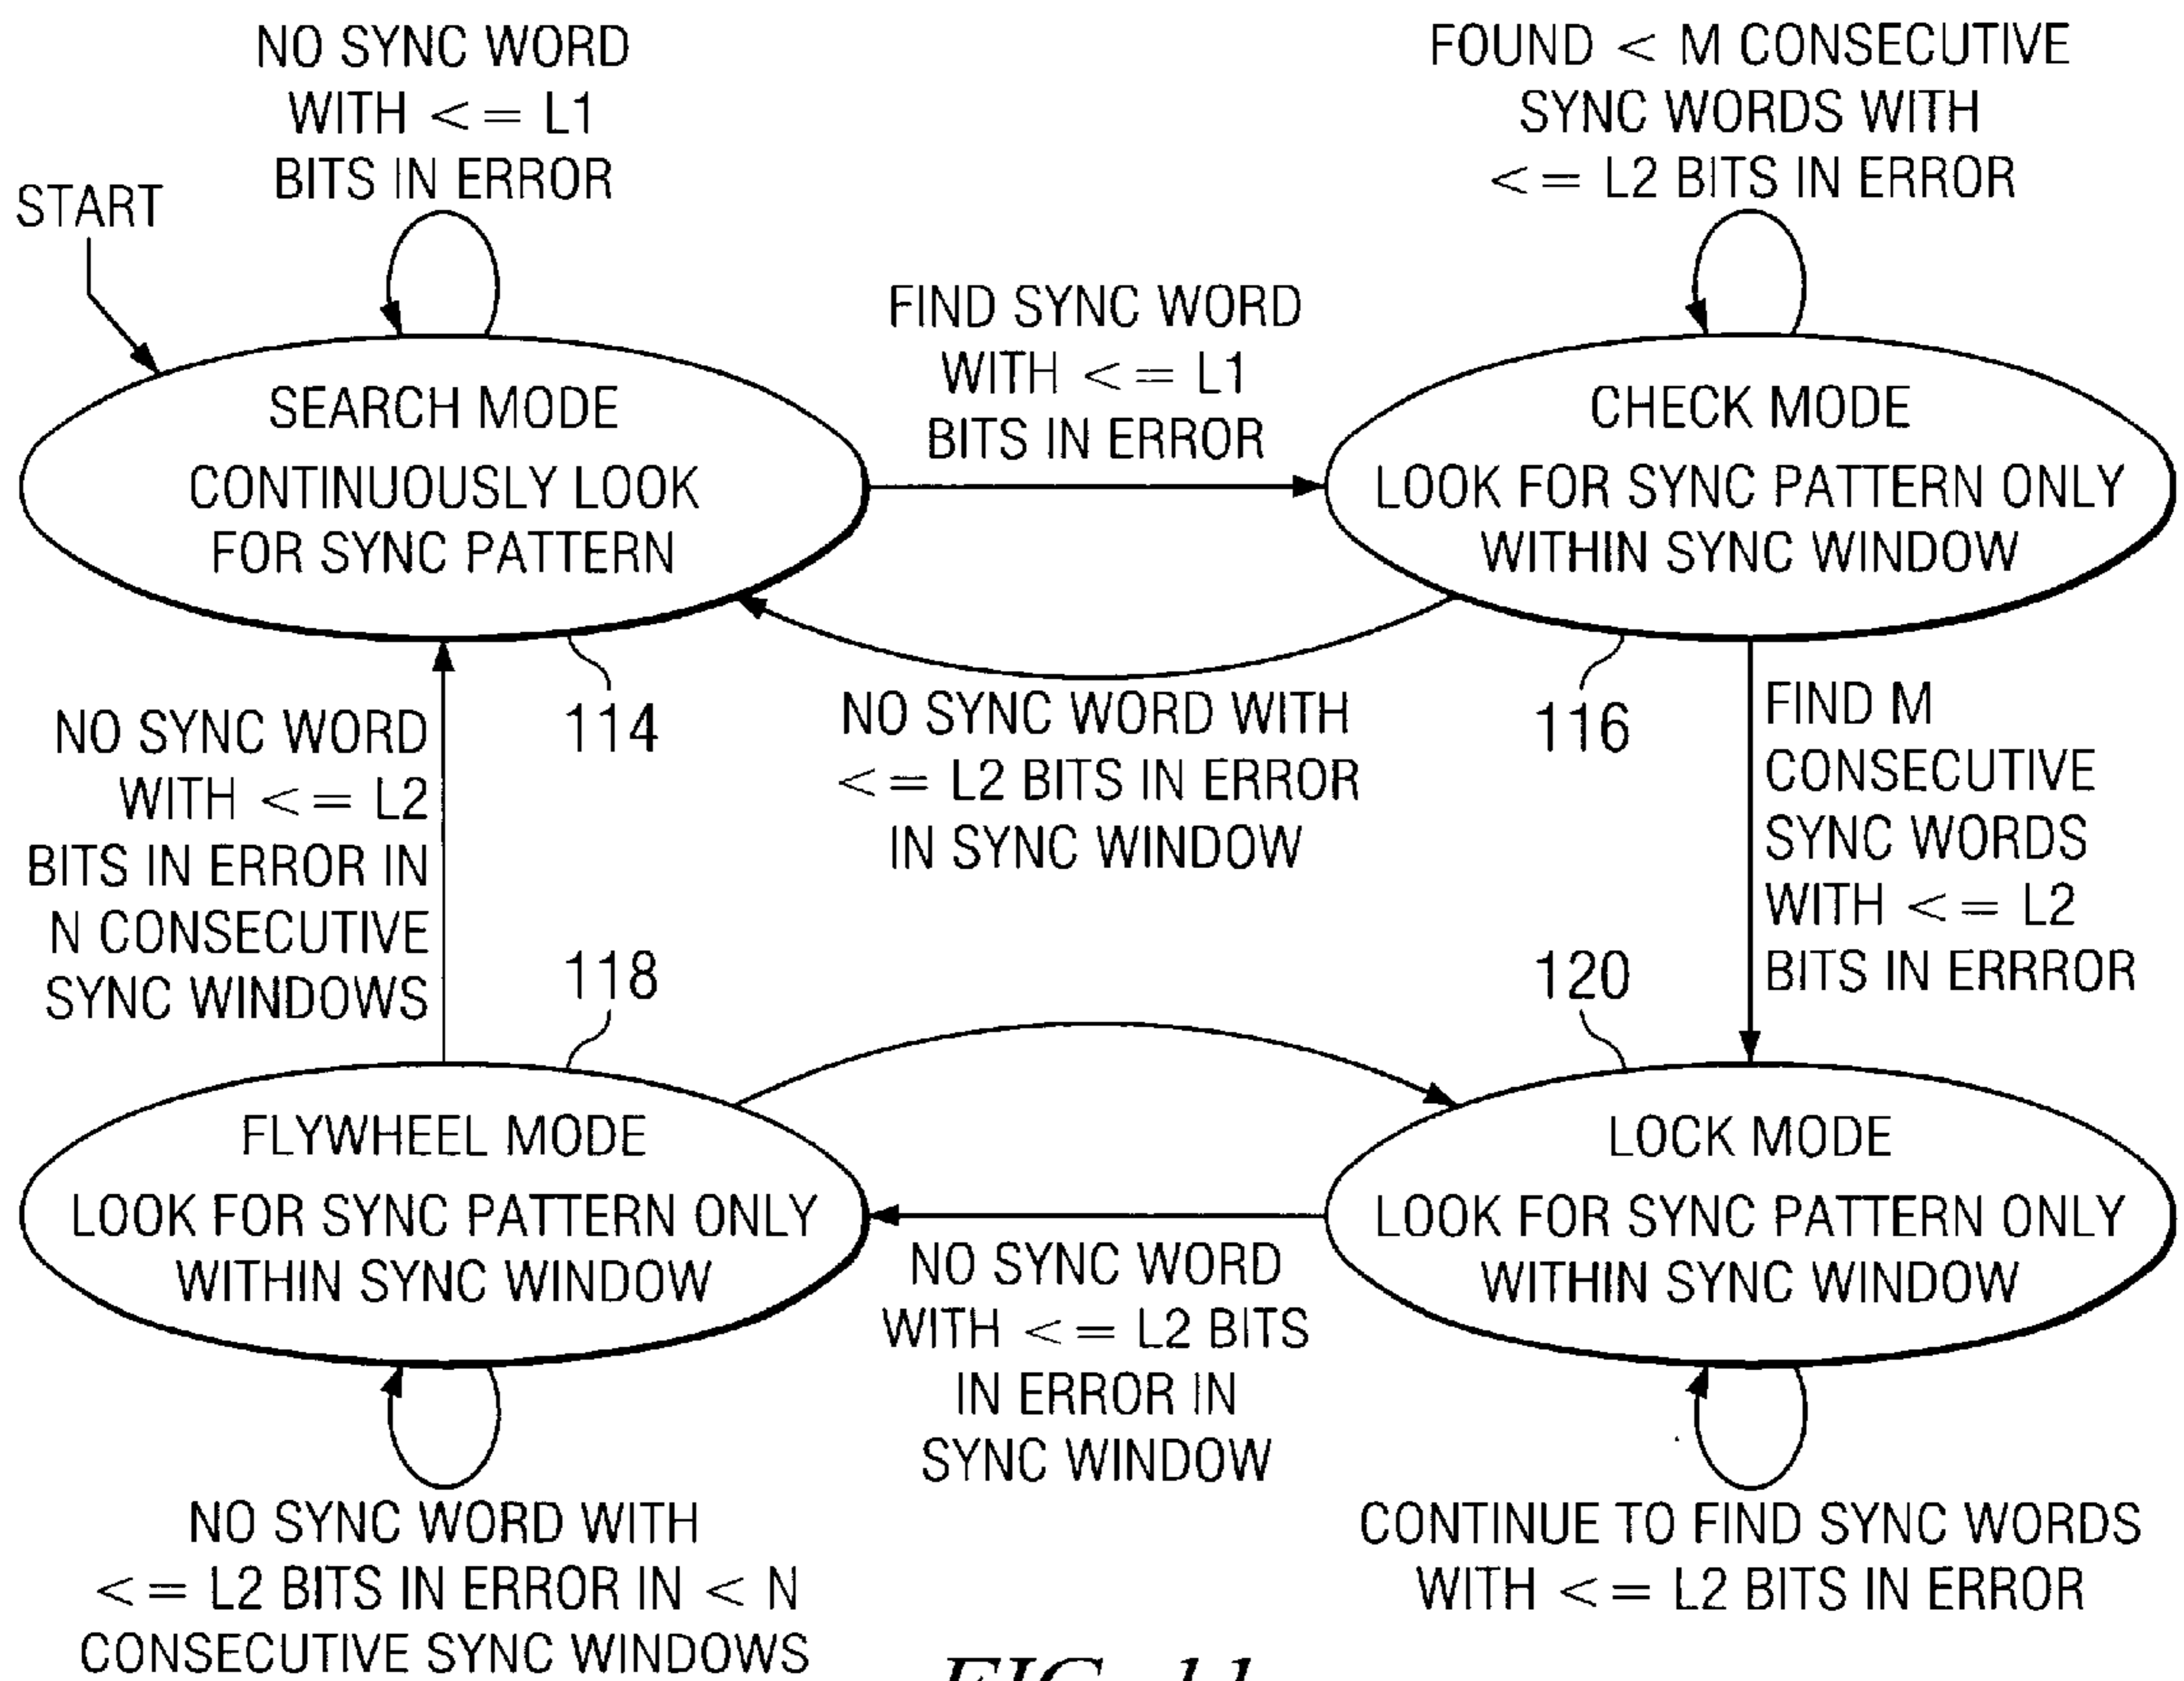 NO SYNC WORD
WITH <= L1
BITS IN ERROR
FOUND < M CONSECUTIVE
SYNC WORDS WITH
<= L2 BITS IN ERROR
START
FIND SYNC WORD
WITH <= L1
BITS IN ERROR
SEARCH MODE
CONTINUOUSLY LOOK
FOR SYNC PATTERN
CHECK MODE
LOOK FOR SYNC PATTERN ONLY
WITHIN SYNC WINDOW
114
116
NO SYNC WORD WITH
<= L2 BITS IN ERROR
IN SYNC WINDOW
NO SYNC WORD
WITH <= L2
BITS IN ERROR IN
N CONSECUTIVE
SYNC WINDOWS
FIND M
CONSECUTIVE
SYNC WORDS
WITH <= L2
BITS IN ERRROR
118
120
FLYWHEEL MODE
LOOK FOR SYNC PATTERN ONLY
WITHIN SYNC WINDOW
LOCK MODE
LOOK FOR SYNC PATTERN ONLY
WITHIN SYNC WINDOW
NO SYNC WORD
WITH <= L2 BITS
IN ERROR IN
SYNC WINDOW
NO SYNC WORD WITH
<= L2 BITS IN ERROR IN < N
CONSECUTIVE SYNC WINDOWS
CONTINUE TO FIND SYNC WORDS
WITH <= L2 BITS IN ERROR